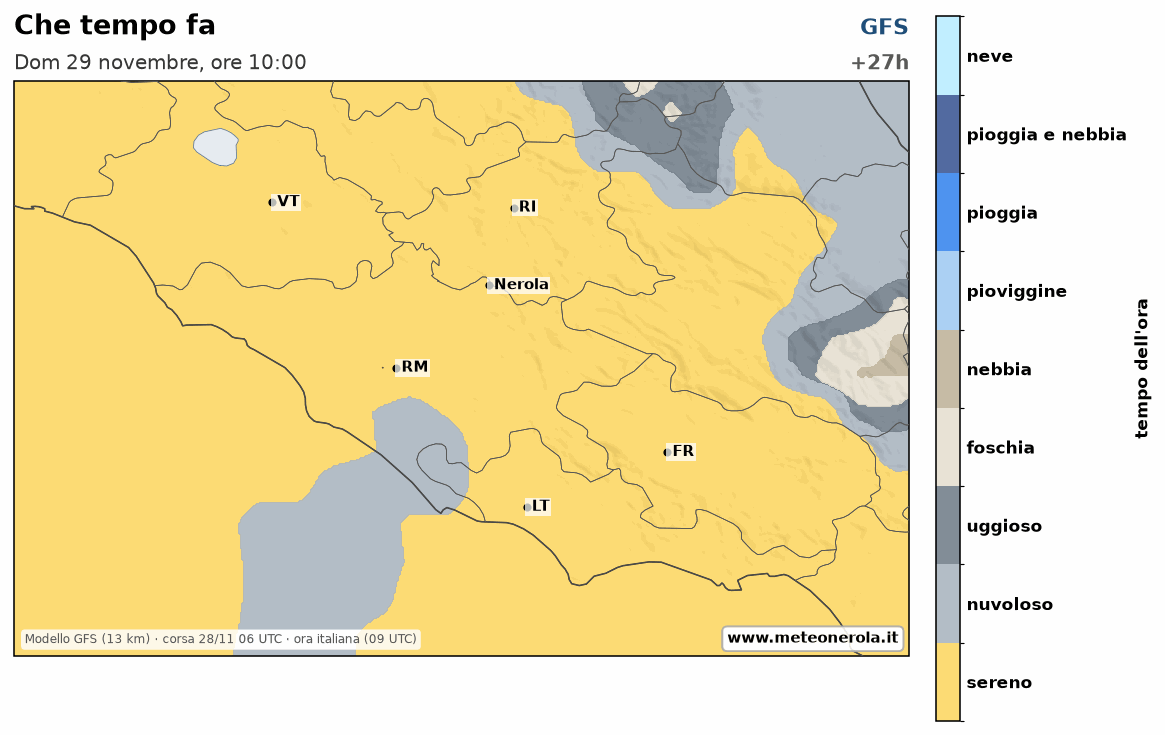 Che tempo fa
GFS
Dom 29 novembre, ore 10:00
+27h
VT
RI
Nerola
RM
FR
LT
Modello GFS (13 km) · corsa 28/11 06 UTC · ora italiana (09 UTC)
www.meteonerola.it
neve
pioggia e nebbia
pioggia
pioviggine
nebbia
foschia
uggioso
nuvoloso
sereno
tempo dell'ora